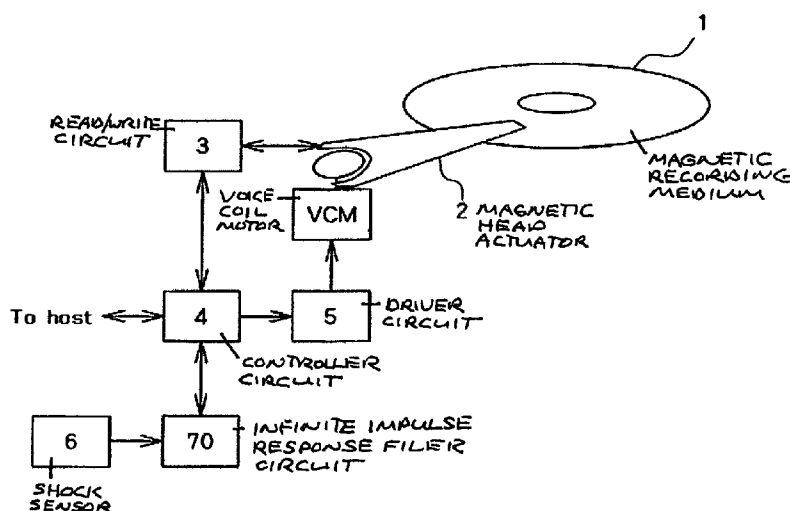 1
READ/WRITE
CIRCUIT
3
MAGNETIC
RECORDING
MEDIUM
VOICE
COIL
MOTOR
VCM
2 MAGNETIC
HEAD
ACTUATOR
To host
4
5
DRIVER
CIRCUIT
CONTROLLER
CIRCUIT
6
70
INFINITE IMPULSE
RESPONSE FILER
CIRCUIT
SHOCK
SENSOR